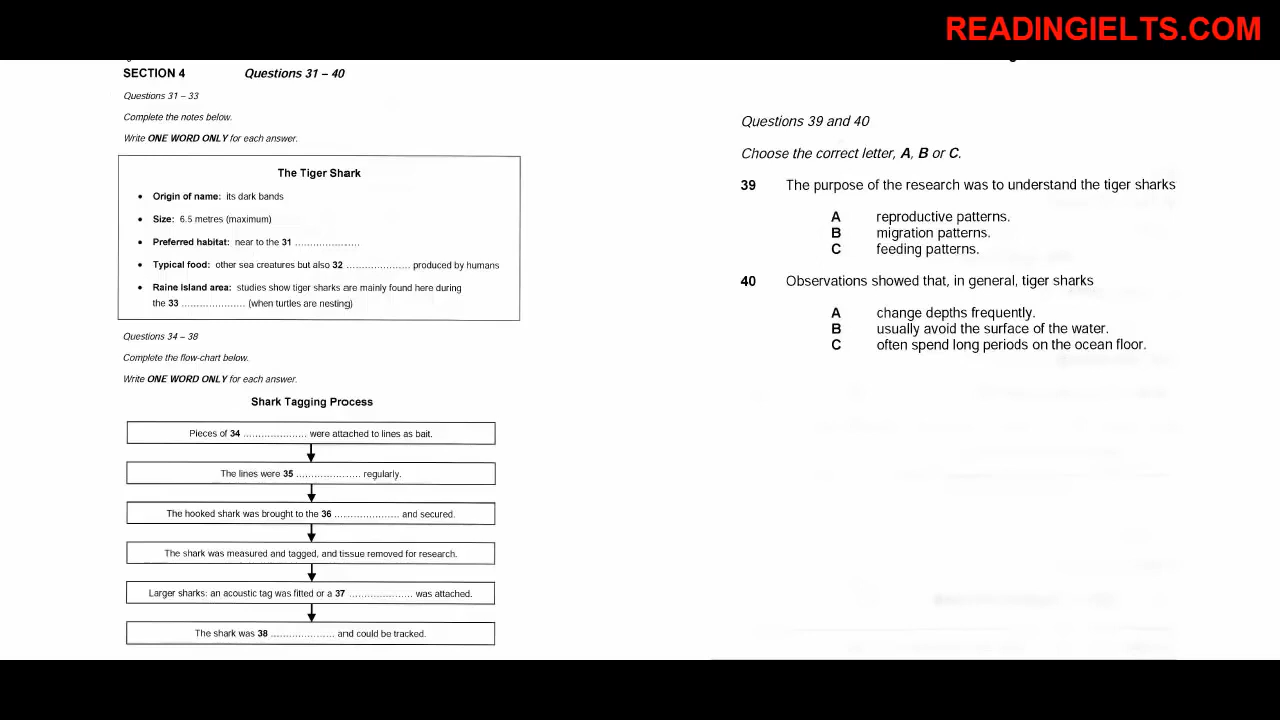 READINGIELTS.COM
SECTION 4 Questions 31 – 40
Questions 31 – 33
Complete the notes below.
Write ONE WORD ONLY for each answer.
The Tiger Shark
• Origin of name: its dark bands
• Size: 6.5 metres (maximum)
• Preferred habitat: near to the 31 .....................
• Typical food: other sea creatures but also 32 ..................... produced by humans
• Raine Island area: studies show tiger sharks are mainly found here during
the 33 ..................... (when turtles are nesting)
Questions 34 – 38
Complete the flow-chart below.
Write ONE WORD ONLY for each answer.
Shark Tagging Process
Pieces of 34 ..................... were attached to lines as bait.
The lines were 35 ..................... regularly.
The hooked shark was brought to the 36 ..................... and secured.
The shark was measured and tagged, and tissue removed for research.
Larger sharks: an acoustic tag was fitted or a 37 ..................... was attached.
The shark was 38 ..................... and could be tracked.
Questions 39 and 40
Choose the correct letter, A, B or C.
39 The purpose of the research was to understand the tiger sharks
A reproductive patterns.
B migration patterns.
C feeding patterns.
40 Observations showed that, in general, tiger sharks
A change depths frequently.
B usually avoid the surface of the water.
C often spend long periods on the ocean floor.